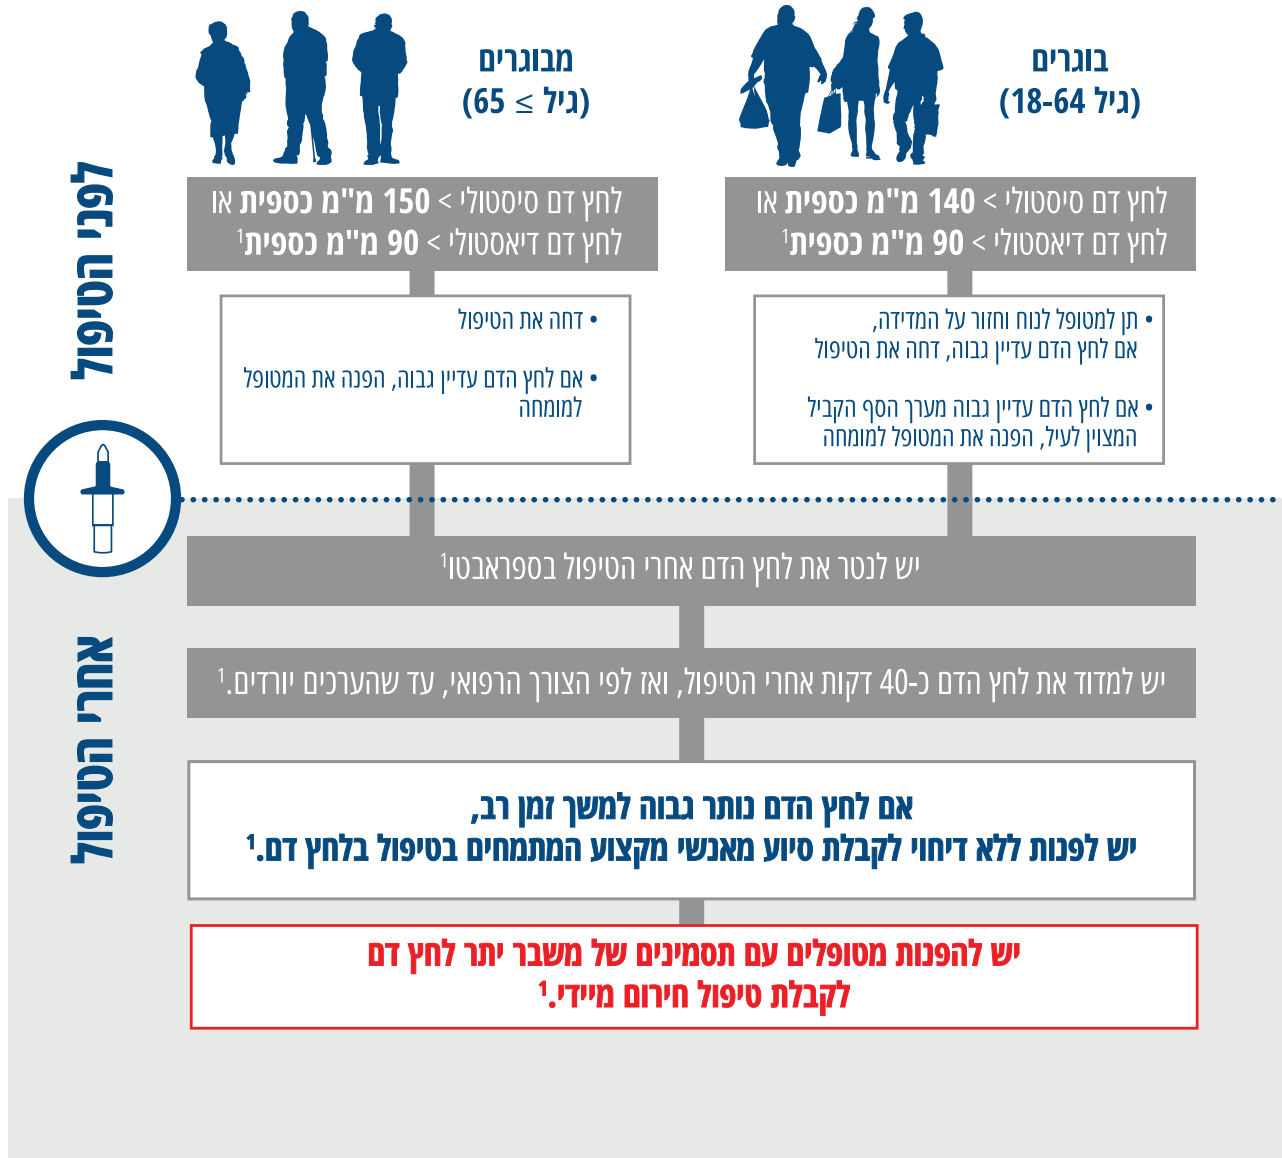 בוגרים
(גיל 18-64)
לחץ דם סיסטולי > 140 מ"מ כספית או
לחץ דם דיאסטולי > 90 מ"מ כספית¹
• תן למטופל לנוח וחזור על המדידה,
אם לחץ הדם עדיין גבוה, דחה את הטיפול
• אם לחץ הדם עדיין גבוה מערך הסף הקביל
המצוין לעיל, הפנה את המטופל למומחה
מבוגרים
(גיל ≥ 65)
לחץ דם סיסטולי > 150 מ"מ כספית או
לחץ דם דיאסטולי > 90 מ"מ כספית¹
• דחה את הטיפול
• אם לחץ הדם עדיין גבוה, הפנה את המטופל
למומחה
לפני הטיפול
יש לנטר את לחץ הדם אחרי הטיפול בספראבטו¹
יש למדוד את לחץ הדם כ-40 דקות אחרי הטיפול, ואז לפי הצורך הרפואי, עד שהערכים יורדים.¹
אם לחץ הדם נותר גבוה למשך זמן רב,
יש לפנות ללא דיחוי לקבלת סיוע מאנשי מקצוע המתמחים בטיפול בלחץ דם.¹
יש להפנות מטופלים עם תסמינים של משבר יתר לחץ דם
לקבלת טיפול חירום מיידי.¹
אחרי הטיפול